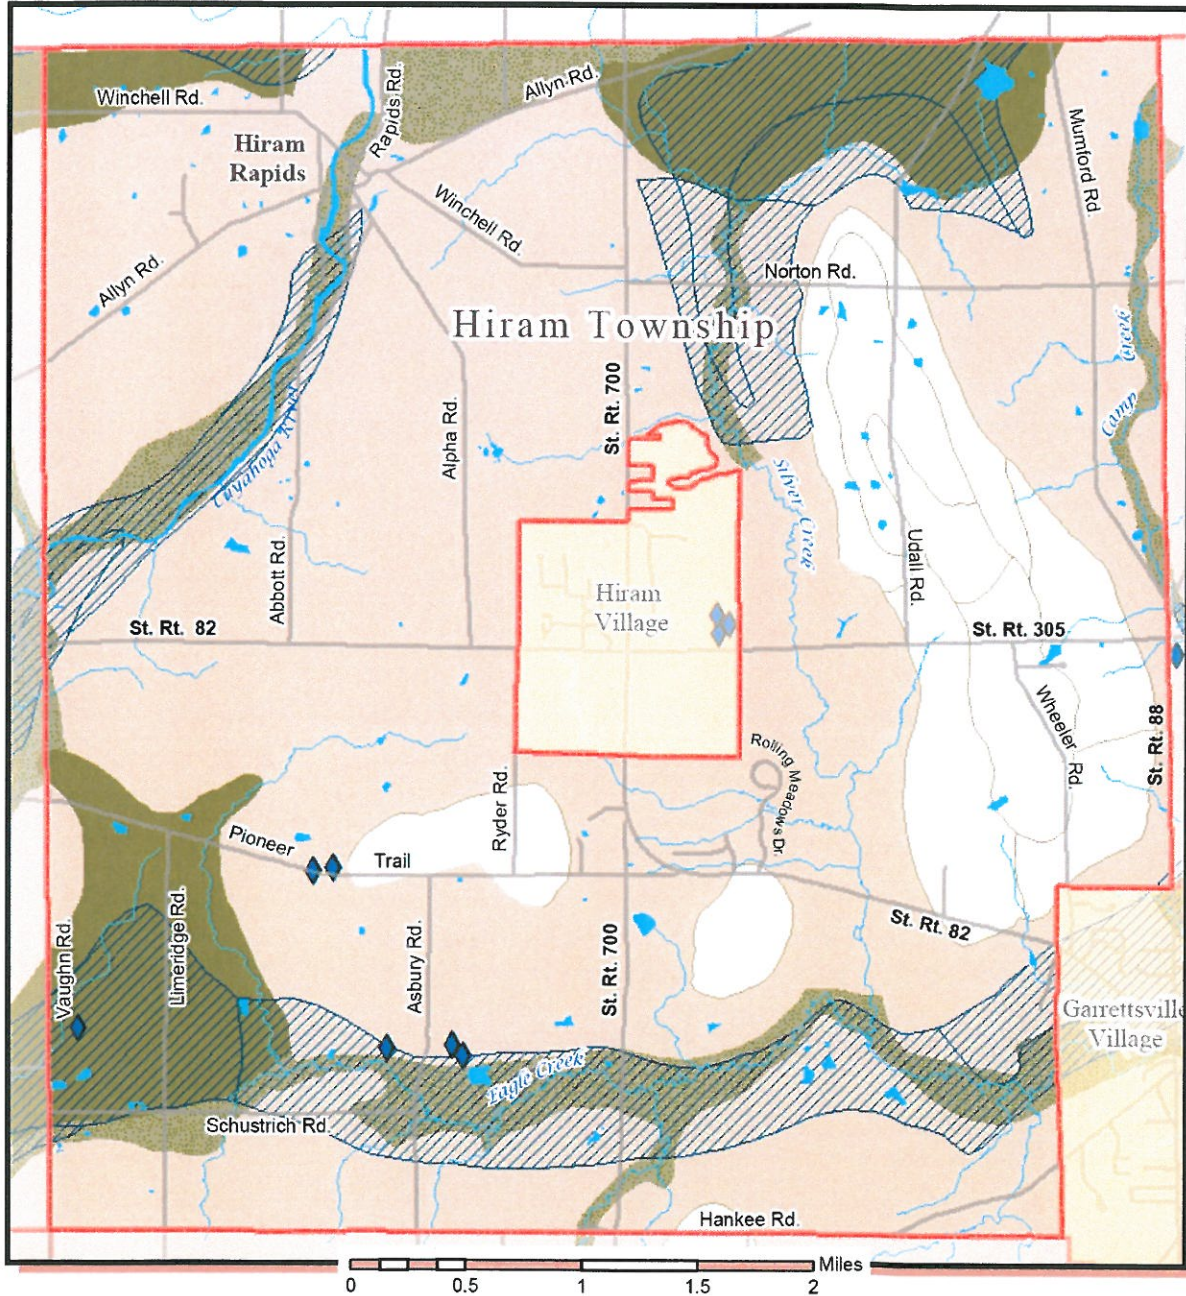 Winchell Rd.
Rapids Rd.
Allyn Rd.
Mumford Rd.
Hiram
Rapids
Winchell Rd.
Allyn Rd.
Norton Rd.
Hiram Township
Camp Creek
St. Rt. 700
Cuyahoga River
Alpha Rd.
Silver Creek
Abbott Rd.
Udall Rd.
Hiram
Village
St. Rt. 82
St. Rt. 305
Wheeler Rd.
St. Rt. 88
Rolling Meadows Dr.
Ryder Rd.
Pioneer Trail
St. Rt. 82
Vaughn Rd.
Limeridge Rd.
Asbury Rd.
St. Rt. 700
Garrettsville
Village
Eagle Creek
Schustrich Rd.
Hankee Rd.
Miles
0 0.5 1 1.5 2